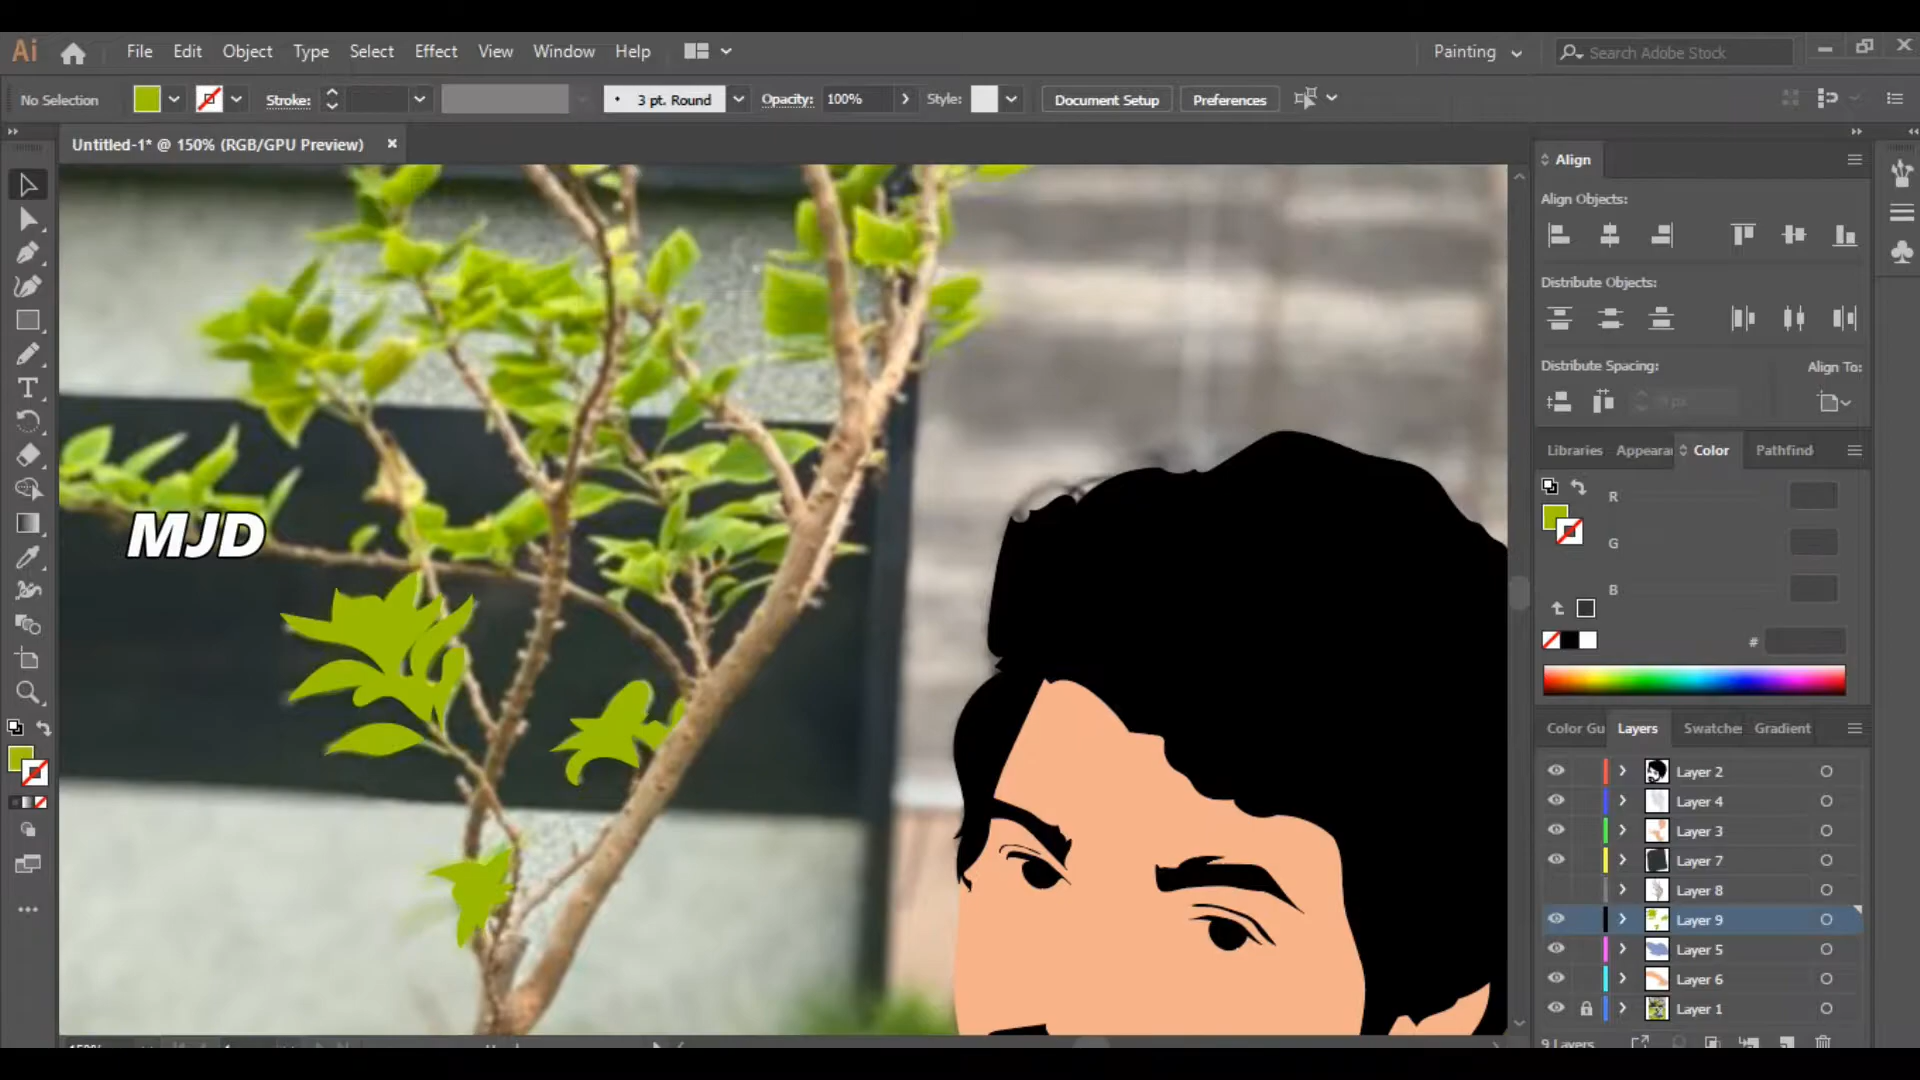 Ai File Edit Object Type Select Effect View Window Help Painting Search Adobe Stock
No Selection Stroke: 3 pt. Round Opacity: 100% Style: Document Setup Preferences
Untitled-1* @ 150% (RGB/GPU Preview)
Align
Align Objects:
Distribute Objects:
Distribute Spacing: Align To:
Libraries Appearar Color Pathfind
R
G
B
#
Color Gu Layers Swatche Gradient
Layer 2
Layer 4
Layer 3
Layer 7
Layer 8
Layer 9
Layer 5
Layer 6
Layer 1
9 Layers
MJD